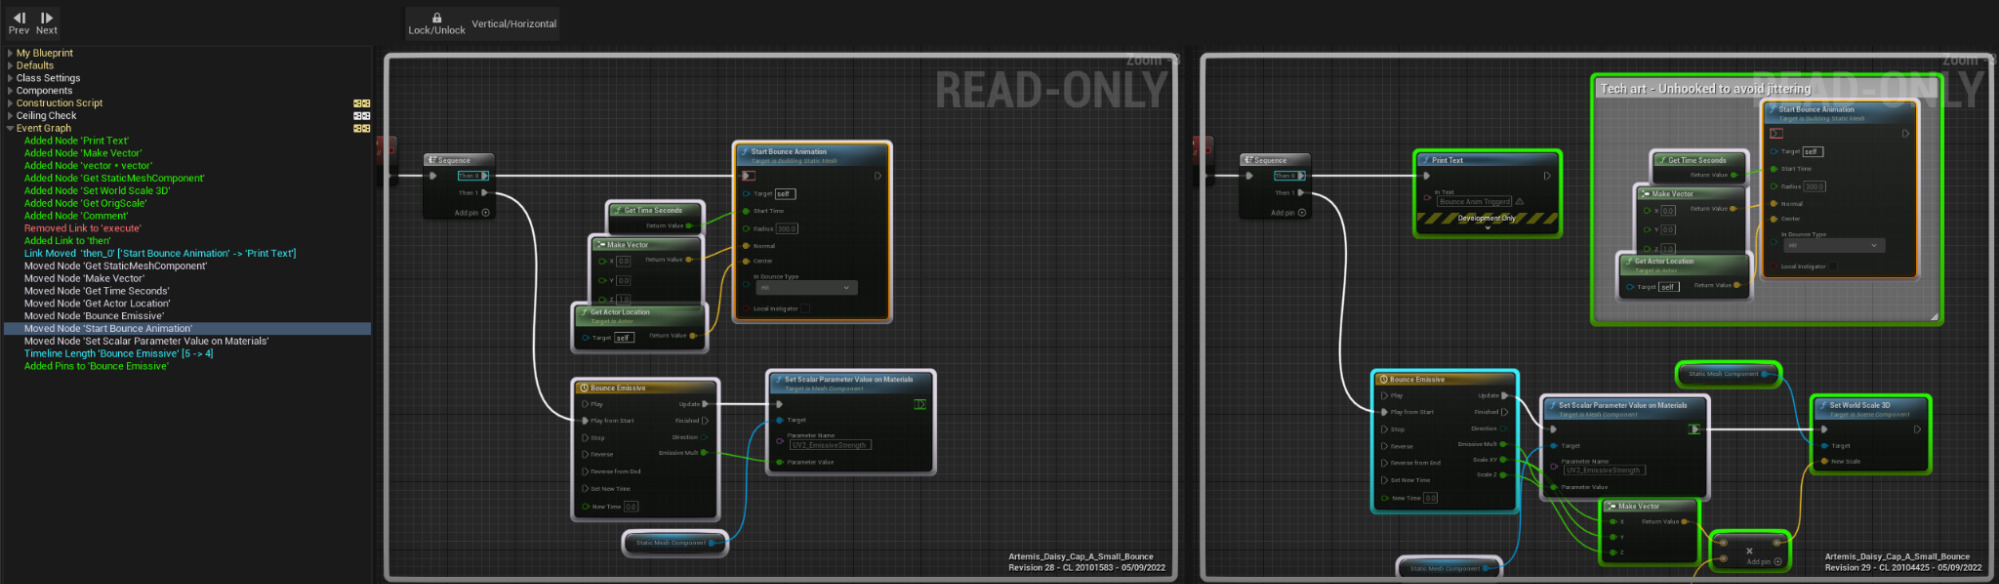 Prev Next
Lock/Unlock
Vertical/Horizontal
My Blueprint
Defaults
Class Settings
Components
Construction Script
Ceiling Check
Event Graph
Added Node 'Print Text'
Added Node 'Make Vector'
Added Node 'vector * vector'
Added Node 'Get StaticMeshComponent'
Added Node 'Set World Scale 3D'
Added Node 'Get OrigScale'
Added Node 'Comment'
Removed Link to 'execute'
Added Link to 'then'
Link Moved 'then_0' ['Start Bounce Animation' -> 'Print Text']
Moved Node 'Get StaticMeshComponent'
Moved Node 'Make Vector'
Moved Node 'Get Time Seconds'
Moved Node 'Get Actor Location'
Moved Node 'Bounce Emissive'
Moved Node 'Start Bounce Animation'
Moved Node 'Set Scalar Parameter Value on Materials'
Timeline Length 'Bounce Emissive' [5 -> 4]
Added Pins to 'Bounce Emissive'
Zoom -3
READ-ONLY
Sequence
Then 0
Then 1
Add pin
Start Bounce Animation
Target is Building Static Mesh
Target self
Start Time
Radius 300.0
Normal
Center
In Bounce Type
Hit
Local Instigator
Get Time Seconds
Return Value
Make Vector
X 0.0 Return Value
Y 0.0
Z 1.0
Get Actor Location
Target is Actor
Target self Return Value
Bounce Emissive
Play Update
Play from Start Finished
Stop Direction
Reverse Emissive Mult
Reverse from End
Set New Time
New Time 0.0
Set Scalar Parameter Value on Materials
Target is Mesh Component
Target
Parameter Name
UV2_EmissiveStrength
Parameter Value
Static Mesh Component
Artemis_Daisy_Cap_A_Small_Bounce
Revision 28 - CL 20101583 - 05/09/2022
Zoom -3
READ-ONLY
Sequence
Then 0
Then 1
Add pin
Print Text
In Text
Bounce Anim Triggerd
Development Only
Tech art - Unhooked to avoid jittering
Start Bounce Animation
Target is Building Static Mesh
Target self
Start Time
Radius 300.0
Normal
Center
In Bounce Type
Hit
Local Instigator
Get Time Seconds
Return Value
Make Vector
X 0.0 Return Value
Y 0.0
Z 1.0
Get Actor Location
Target is Actor
Target self Return Value
Bounce Emissive
Play Update
Play from Start Finished
Stop Direction
Reverse Emissive Mult
Reverse from End Scale XY
Set New Time Scale Z
New Time 0.0
Set Scalar Parameter Value on Materials
Target is Mesh Component
Target
Parameter Name
UV2_EmissiveStrength
Parameter Value
Static Mesh Component
Set World Scale 3D
Target is Scene Component
Target
New Scale
Make Vector
X Return Value
Y
Z
Add pin
Static Mesh Component
Artemis_Daisy_Cap_A_Small_Bounce
Revision 29 - CL 20104425 - 05/09/2022